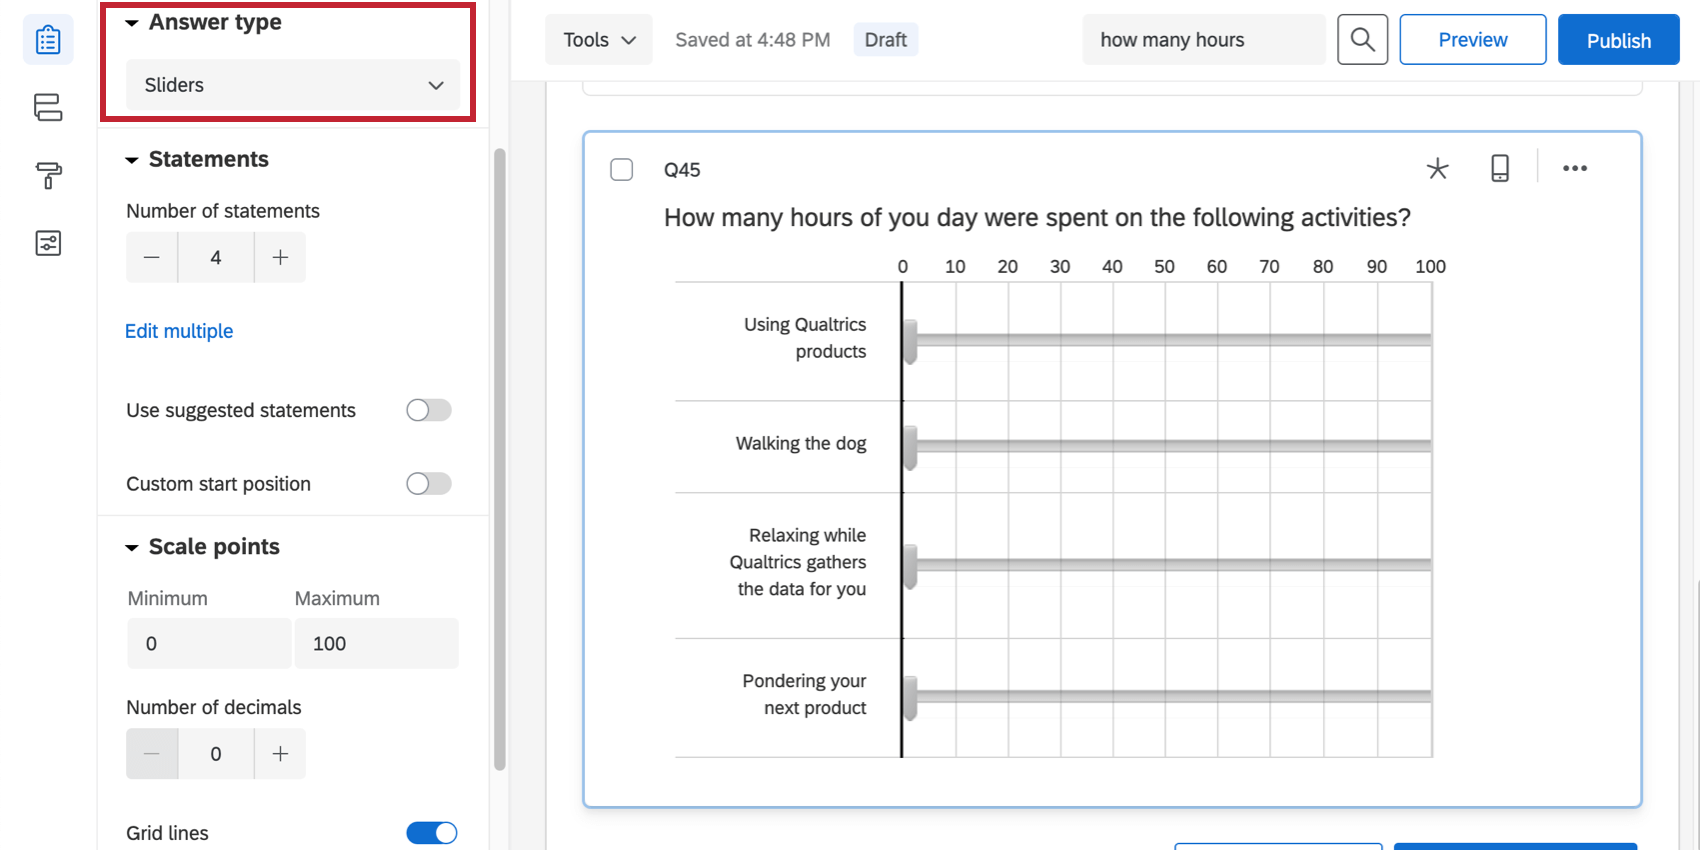 Answer type
Sliders
Statements
Number of statements
4
Edit multiple
Use suggested statements
Custom start position
Scale points
Minimum Maximum
0 100
Number of decimals
0
Grid lines
Tools Saved at 4:48 PM Draft how many hours Preview Publish
Q45
How many hours of you day were spent on the following activities?
0 10 20 30 40 50 60 70 80 90 100
Using Qualtrics
products
Walking the dog
Relaxing while
Qualtrics gathers
the data for you
Pondering your
next product